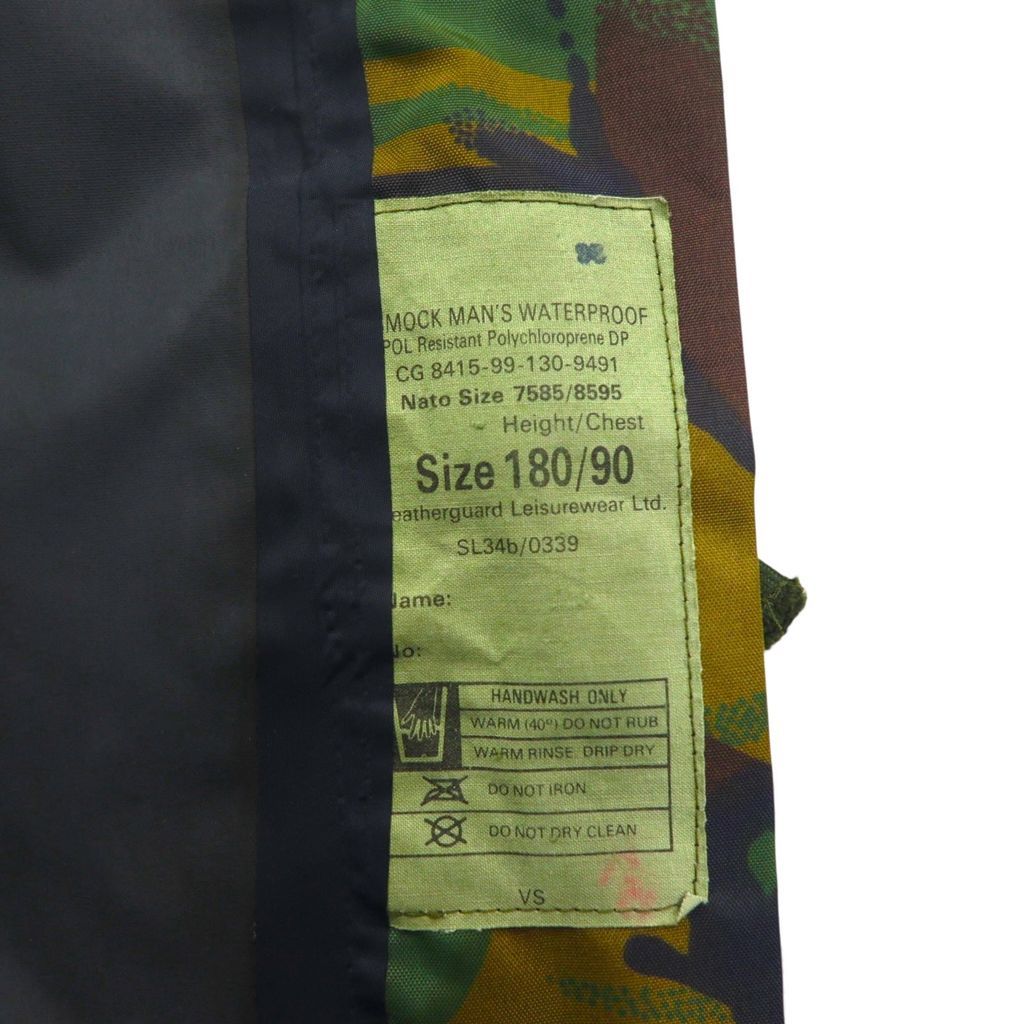 MOCK MAN'S WATERPROOF
POL Resistant Polychloroprene DP
CG 8415-99-130-9491
Nato Size 7585/8595
Height/Chest
Size 180/90
eatherguard Leisurewear Ltd.
SL34b/0339
Name:
No:
HANDWASH ONLY
WARM (40°) DO NOT RUB
WARM RINSE DRIP DRY
DO NOT IRON
DO NOT DRY CLEAN
VS